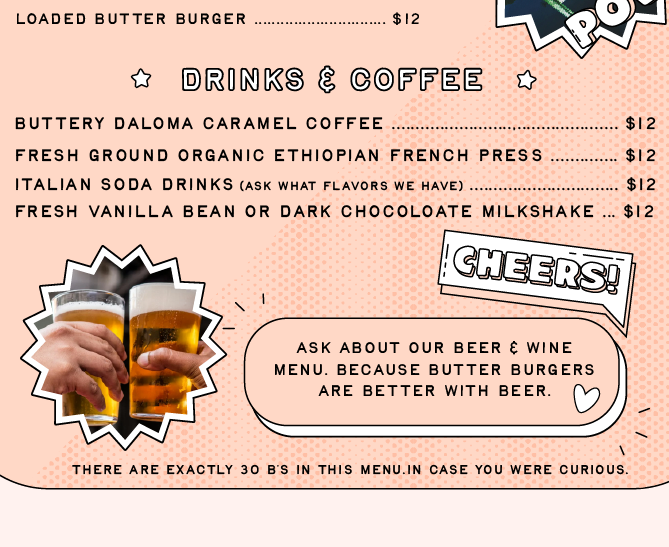 LOADED BUTTER BURGER .............................. $12
POW
DRINKS & COFFEE
BUTTERY DALOMA CARAMEL COFFEE .......................................... $12
FRESH GROUND ORGANIC ETHIOPIAN FRENCH PRESS ............. $12
ITALIAN SODA DRINKS (ASK WHAT FLAVORS WE HAVE) ............................... $12
FRESH VANILLA BEAN OR DARK CHOCOLOATE MILKSHAKE ... $12
CHEERS!
ASK ABOUT OUR BEER & WINE
MENU. BECAUSE BUTTER BURGERS
ARE BETTER WITH BEER.
THERE ARE EXACTLY 30 B'S IN THIS MENU.IN CASE YOU WERE CURIOUS.